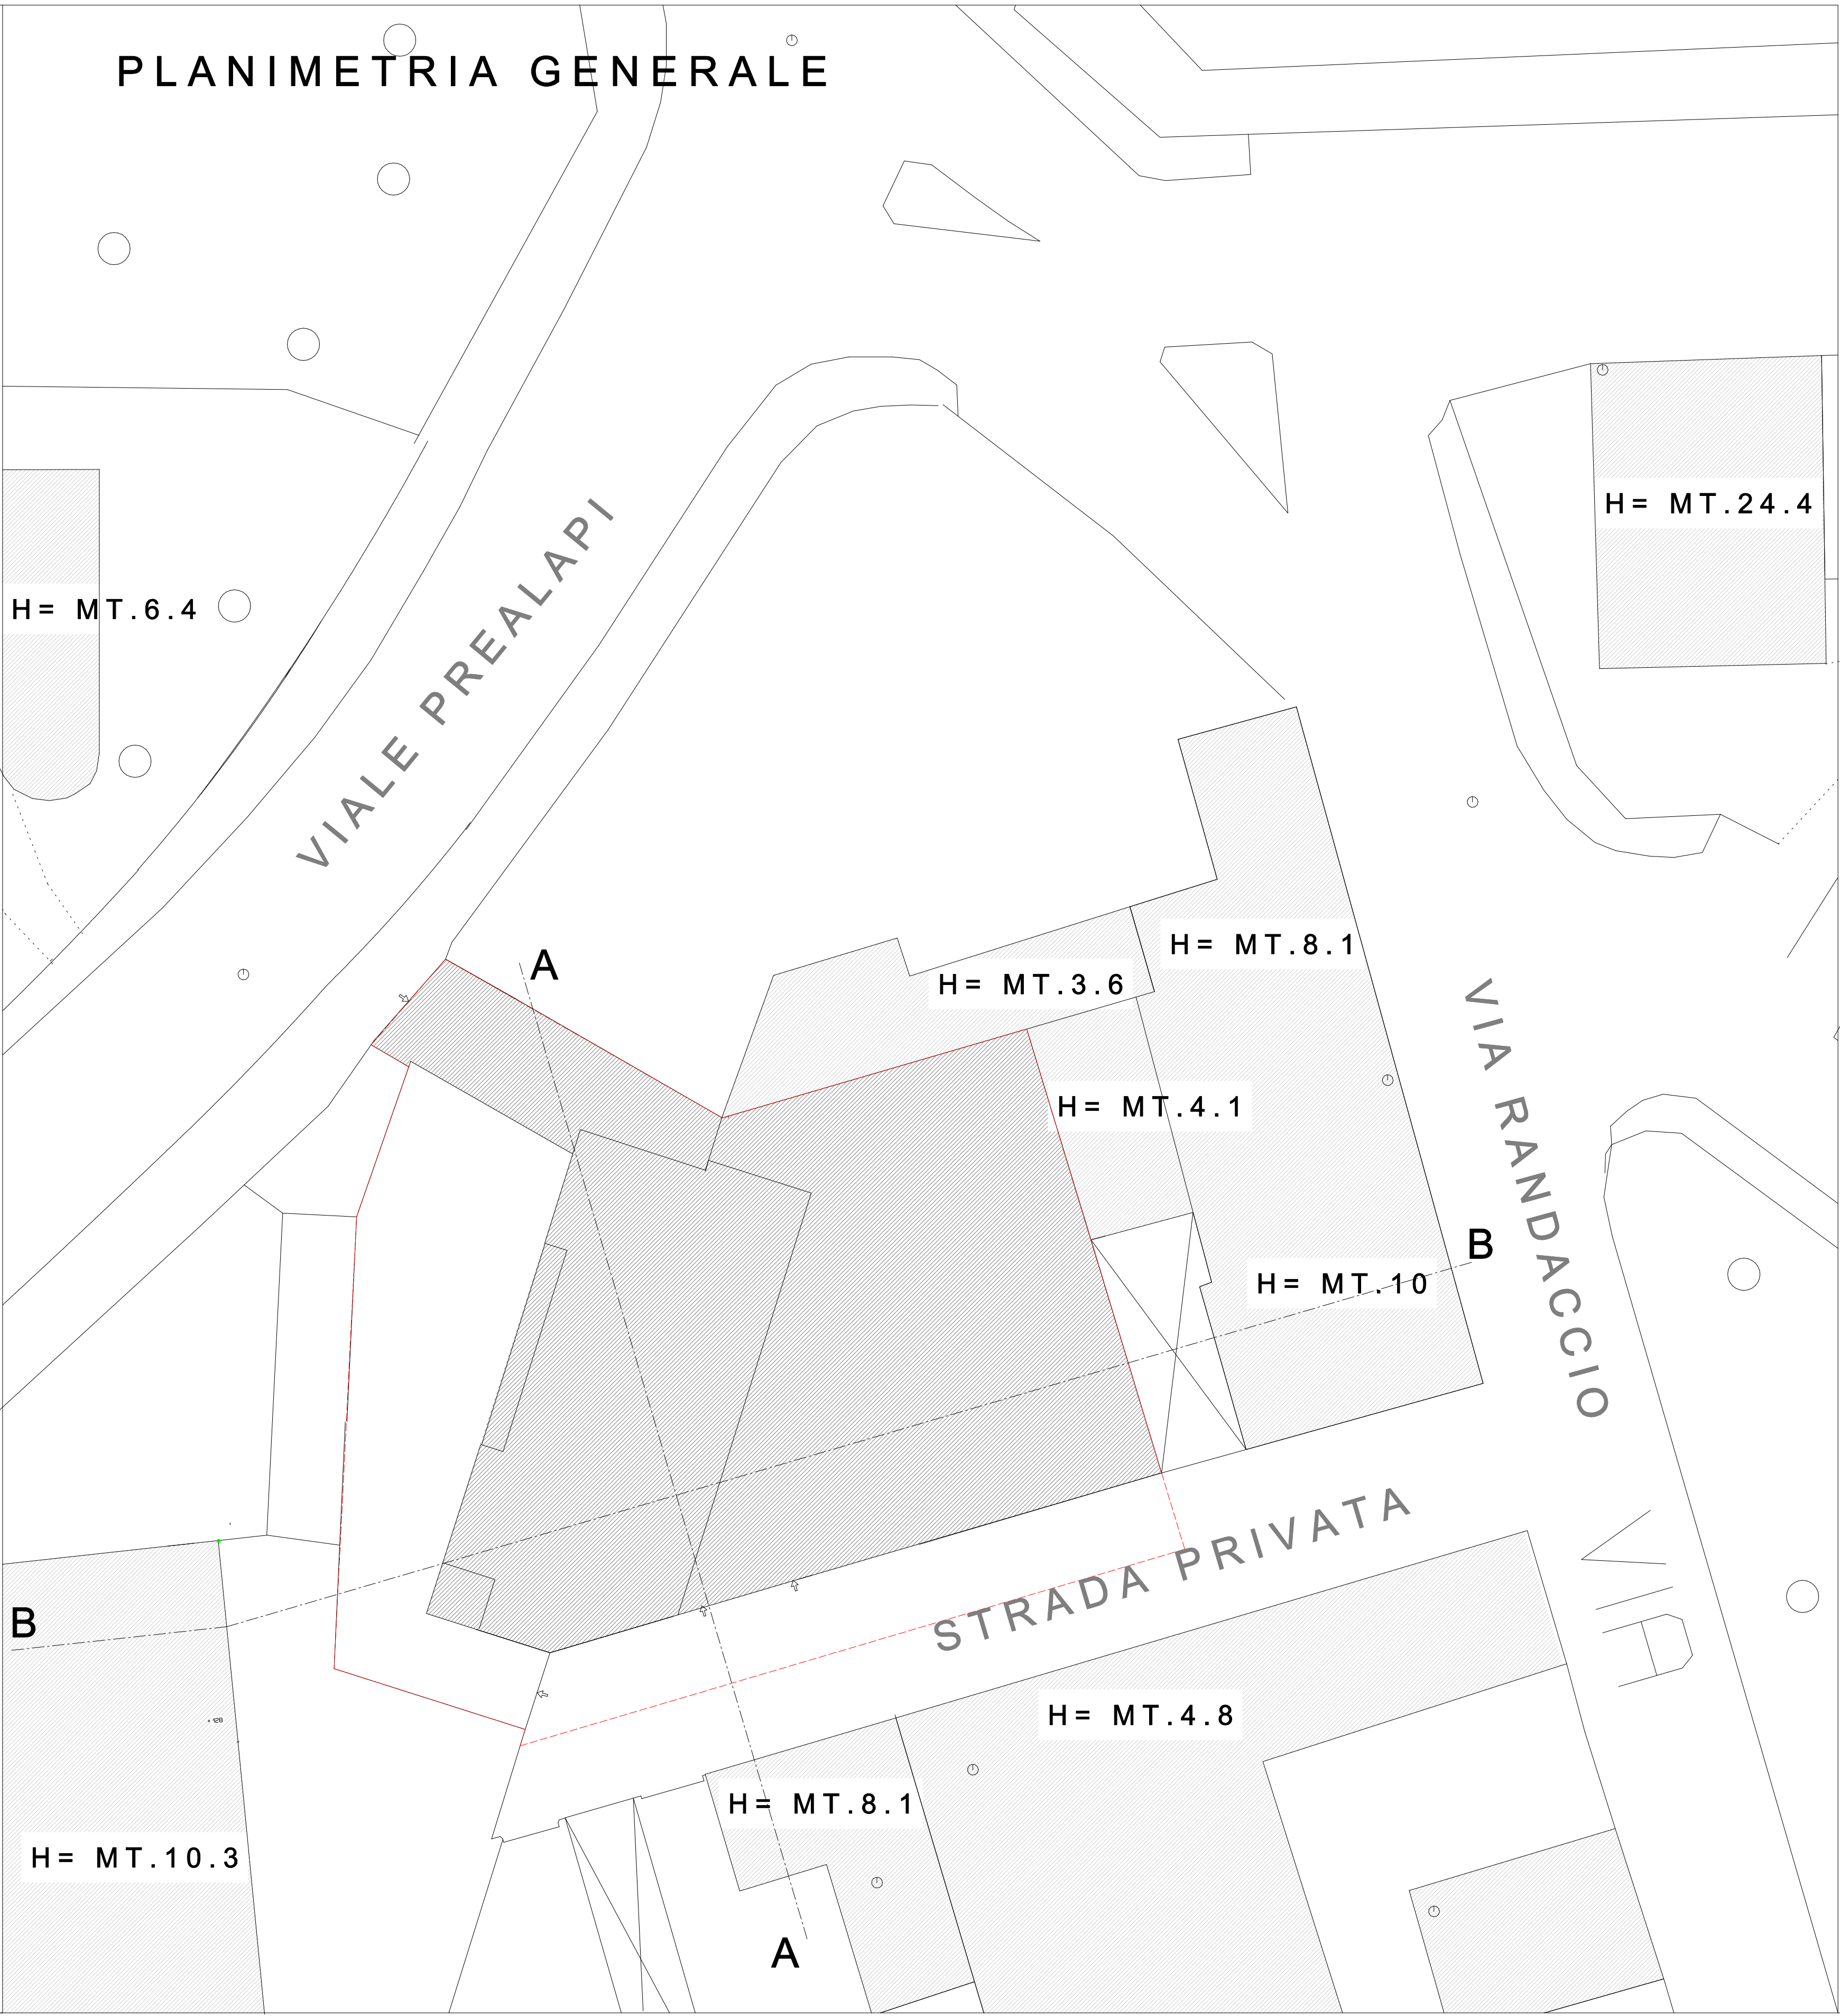 PLANIMETRIA GENERALE
H= MT.24.4
H= MT.6.4
VIALE PREALAPI
H= MT.8.1
A
H= MT.3.6
VIA RANDACCIO
H= MT.4.1
B
H= MT.10
STRADA PRIVATA
B
H= MT.4.8
H= MT.8.1
H= MT.10.3
A